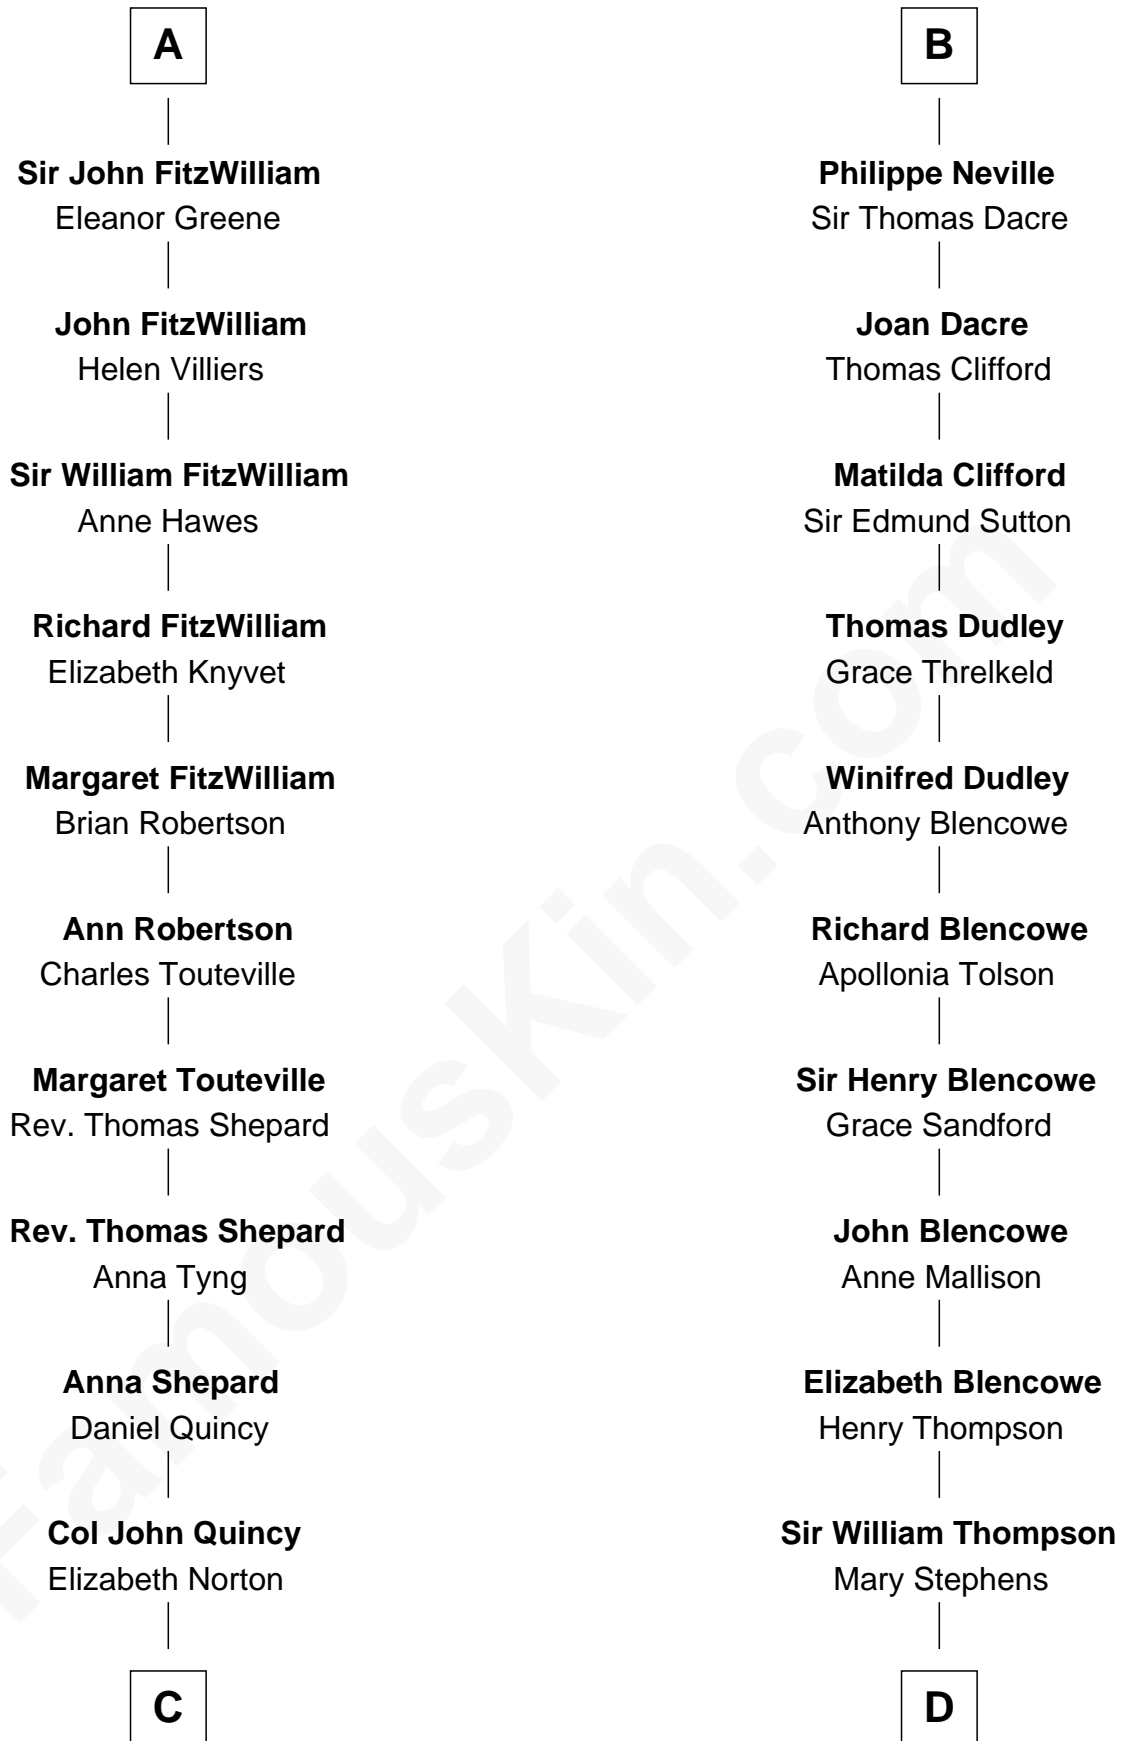 A
Sir John FitzWilliam
Eleanor Greene
John FitzWilliam
Helen Villiers
Sir William FitzWilliam
Anne Hawes
Richard FitzWilliam
Elizabeth Knyvet
Margaret FitzWilliam
Brian Robertson
Ann Robertson
Charles Touteville
Margaret Touteville
Rev. Thomas Shepard
Rev. Thomas Shepard
Anna Tyng
Anna Shepard
Daniel Quincy
Col John Quincy
Elizabeth Norton
C
B
Philippe Neville
Sir Thomas Dacre
Joan Dacre
Thomas Clifford
Matilda Clifford
Sir Edmund Sutton
Thomas Dudley
Grace Threlkeld
Winifred Dudley
Anthony Blencowe
Richard Blencowe
Apollonia Tolson
Sir Henry Blencowe
Grace Sandford
John Blencowe
Anne Mallison
Elizabeth Blencowe
Henry Thompson
Sir William Thompson
Mary Stephens
D
FamousKin.com